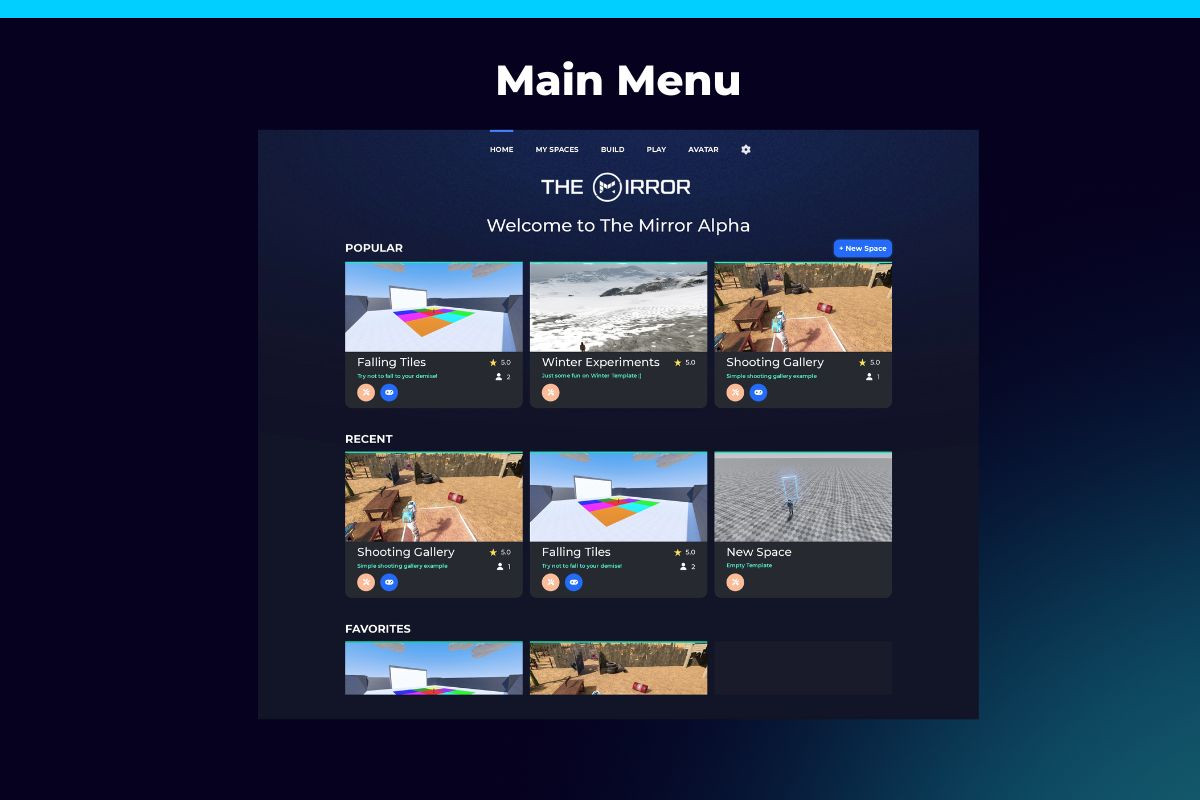 Main Menu
HOME MY SPACES BUILD PLAY AVATAR
THE MIRROR
Welcome to The Mirror Alpha
POPULAR
+ New Space
Falling Tiles 5.0
Try not to fall to your demise! 2
Winter Experiments 5.0
Just some fun on Winter Template :)
Shooting Gallery 5.0
Simple shooting gallery example 1
RECENT
Shooting Gallery 5.0
Simple shooting gallery example 1
Falling Tiles 5.0
Try not to fall to your demise! 2
New Space
Empty Template
FAVORITES